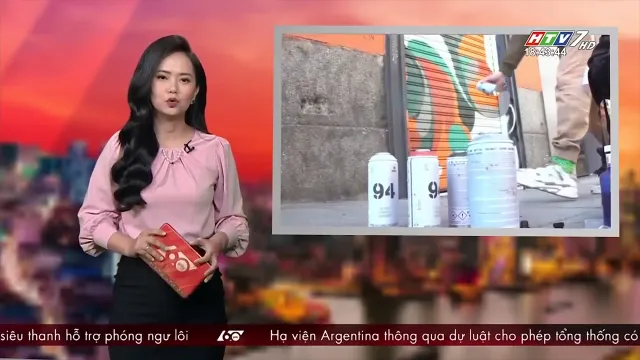 HTV7 HD
18:43:44
94
9
siêu thanh hỗ trợ phóng ngư lôi 60 Hạ viện Argentina thông qua dự luật cho phép tổng thống có